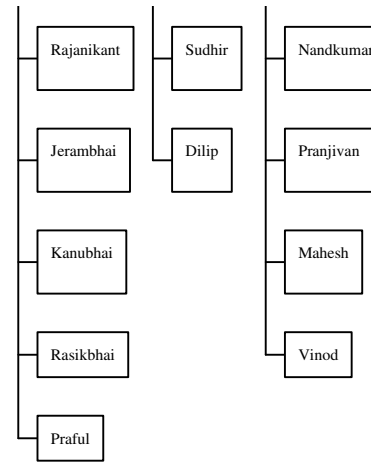 Rajanikant
Sudhir
Nandkumar
Jerambhai
Dilip
Pranjivan
Kanubhai
Mahesh
Rasikbhai
Vinod
Praful